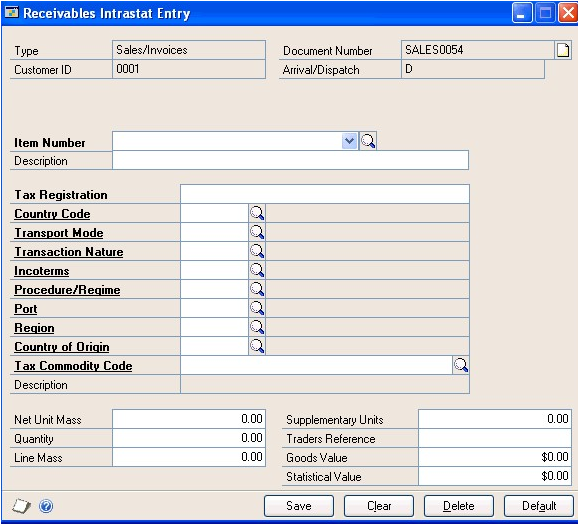 Receivables Intrastat Entry
Type Sales/Invoices Document Number SALES0054
Customer ID 0001 Arrival/Dispatch D
Item Number
Description
Tax Registration
Country Code
Transport Mode
Transaction Nature
Incoterms
Procedure/Regime
Port
Region
Country of Origin
Tax Commodity Code
Description
Net Unit Mass 0.00 Supplementary Units 0.00
Quantity 0.00 Traders Reference
Line Mass 0.00 Goods Value $0.00
Statistical Value $0.00
Save Clear Delete Default